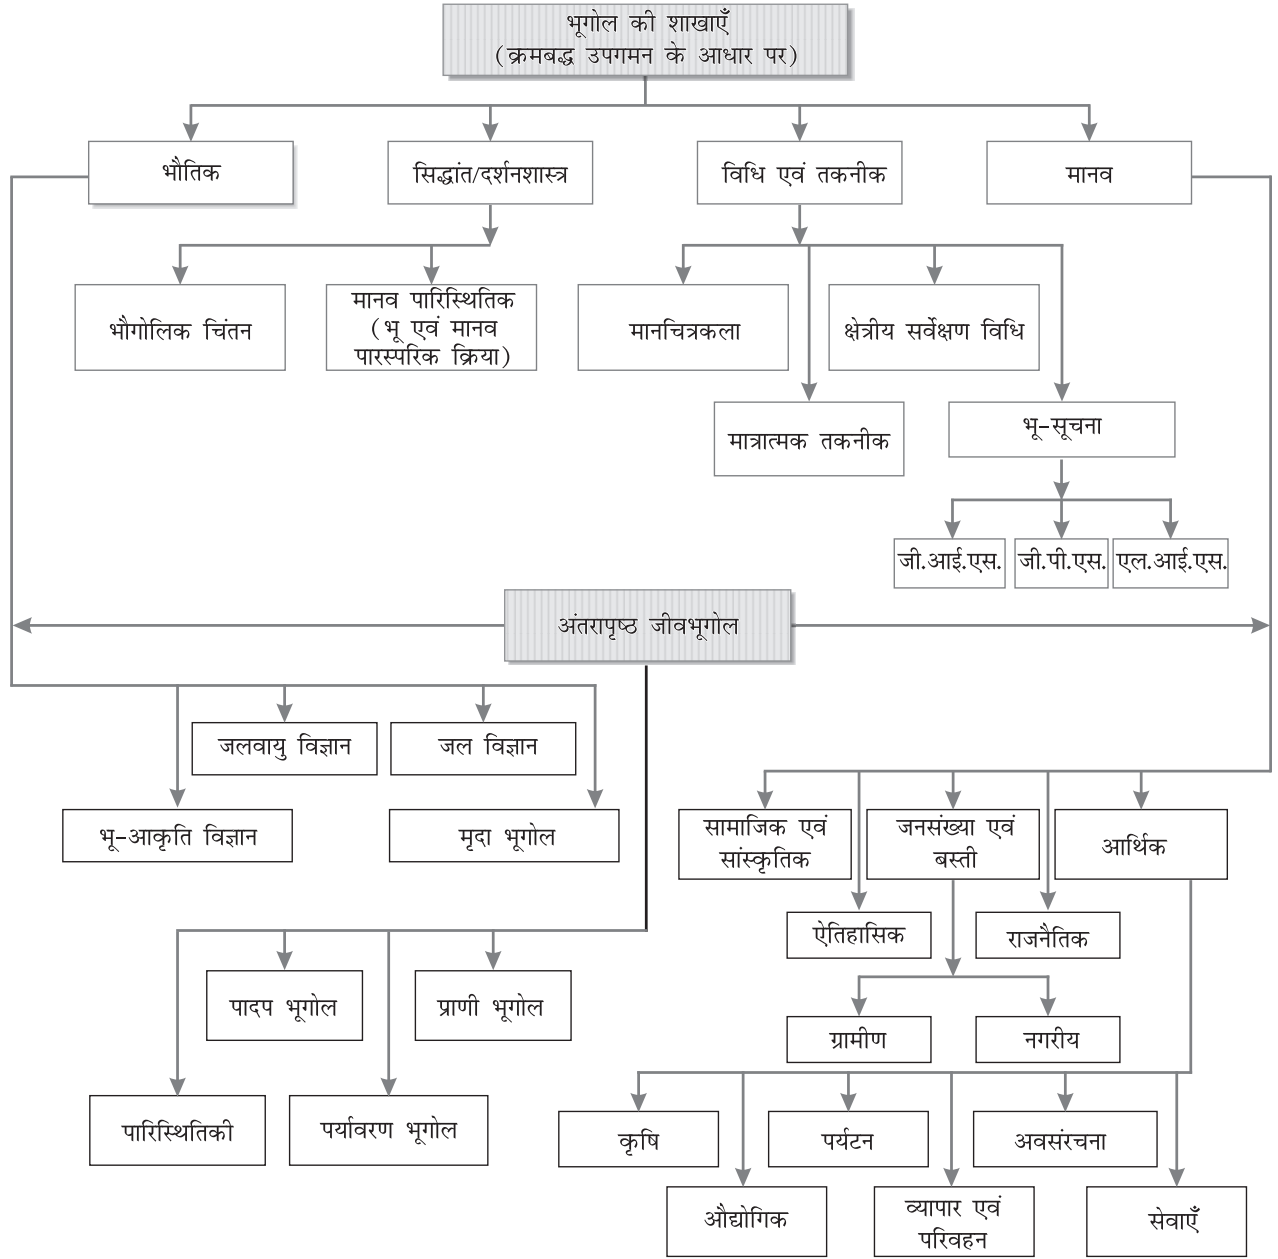 भूगोल की शाखाएँ
(क्रमबद्ध उपगमन के आधार पर)
भौतिक
सिद्धांत/दर्शनशास्त्र
विधि एवं तकनीक
मानव
भौगोलिक चिंतन
मानव पारिस्थितिक
(भू एवं मानव
पारस्परिक क्रिया)
मानचित्रकला
क्षेत्रीय सर्वेक्षण विधि
मात्रात्मक तकनीक
भू-सूचना
जी.आई.एस.
जी.पी.एस.
एल.आई.एस.
अंतरापृष्ठ जीवभूगोल
जलवायु विज्ञान
जल विज्ञान
भू-आकृति विज्ञान
मृदा भूगोल
सामाजिक एवं
सांस्कृतिक
जनसंख्या एवं
बस्ती
आर्थिक
ऐतिहासिक
राजनैतिक
पादप भूगोल
प्राणी भूगोल
ग्रामीण
नगरीय
पारिस्थितिकी
पर्यावरण भूगोल
कृषि
पर्यटन
अवसंरचना
औद्योगिक
व्यापार एवं
परिवहन
सेवाएँ